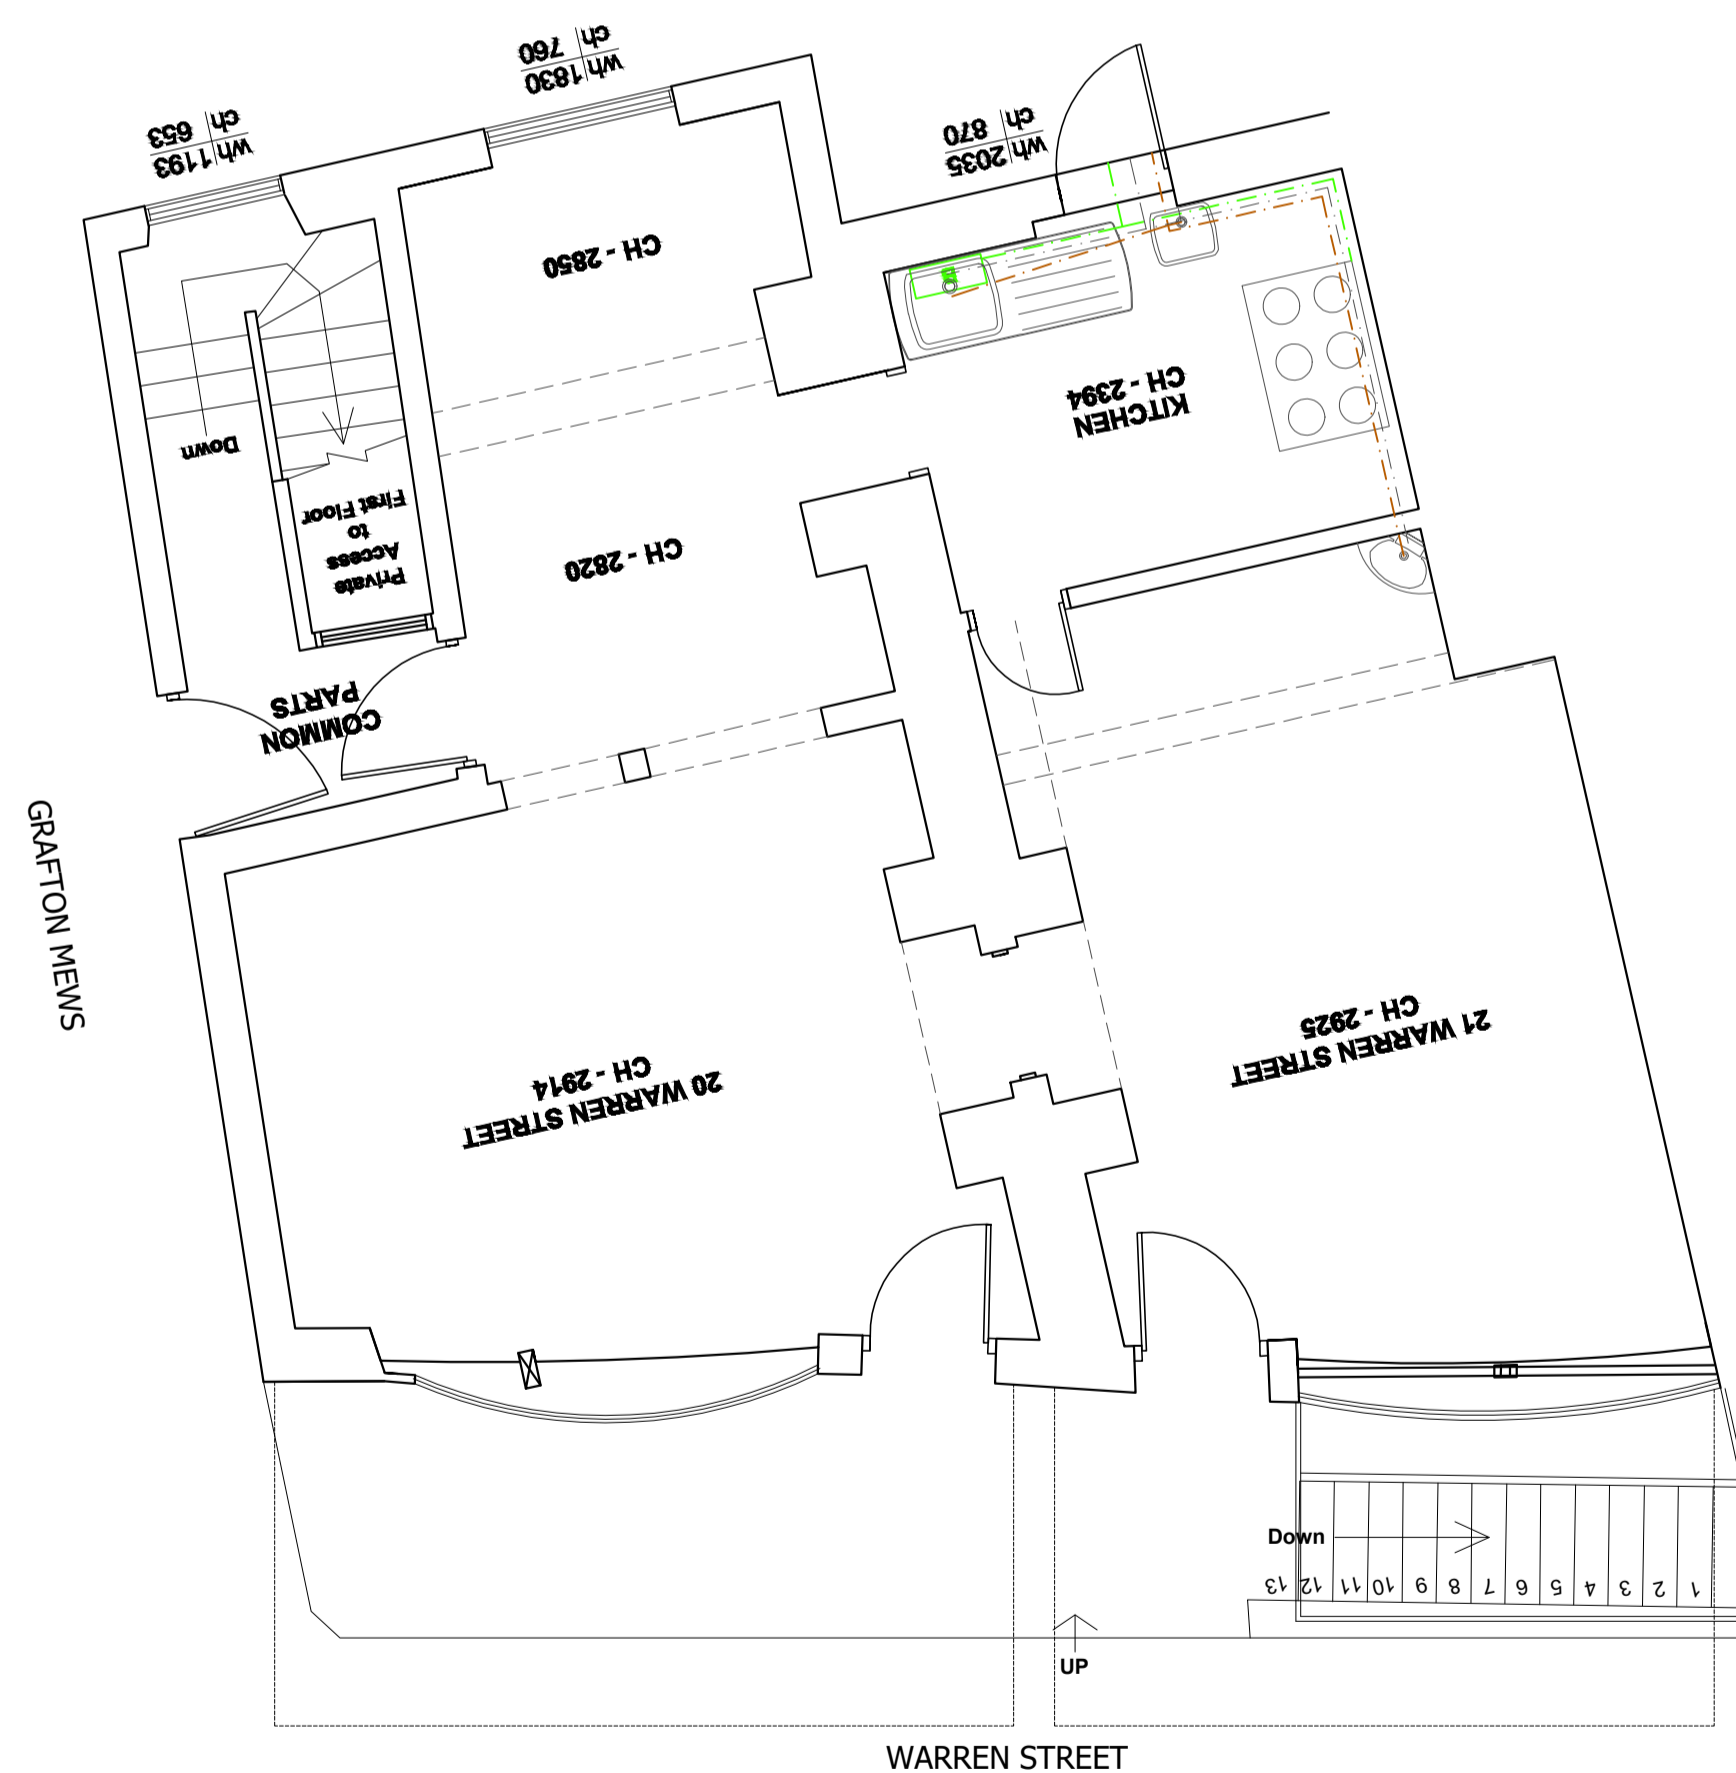 wh 1830
ch 760
wh 1193
ch 653
wh 2035
ch 870
CH - 2850
KITCHEN
CH - 2394
Down
Private
Access
to
First Floor
CH - 2820
COMMON
PARTS
GRAFTON MEWS
20 WARREN STREET
CH - 2914
21 WARREN STREET
CH - 2925
Down
13 12 11 10 9 8 7 6 5 4 3 2 1
UP
WARREN STREET